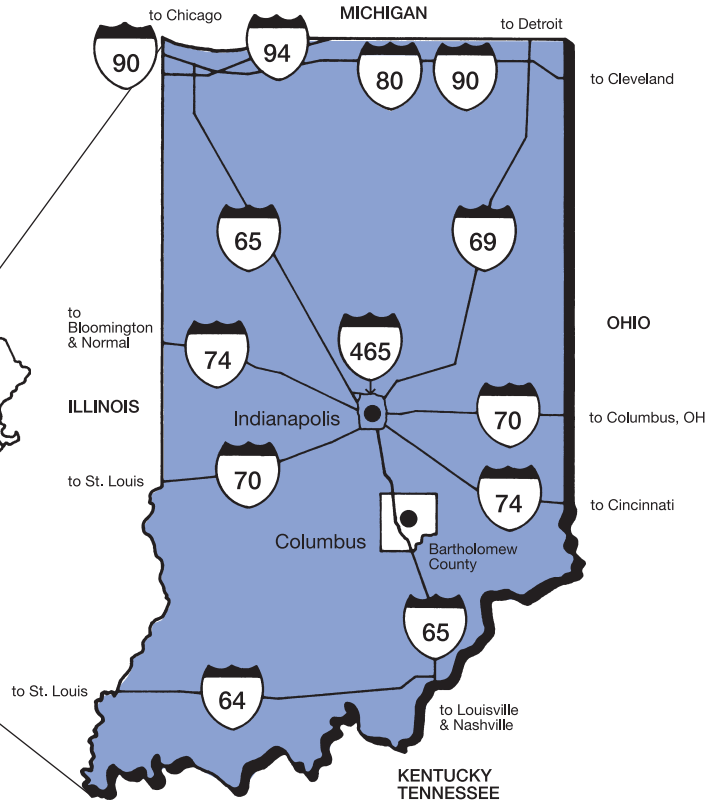 to Chicago
MICHIGAN
to Detroit
90
94
80
90
to Cleveland
65
69
to
Bloomington
& Normal
OHIO
74
465
ILLINOIS
Indianapolis
70
to Columbus, OH
to St. Louis
70
74
to Cincinnati
Columbus
Bartholomew
County
65
to St. Louis
64
to Louisville
& Nashville
KENTUCKY
TENNESSEE